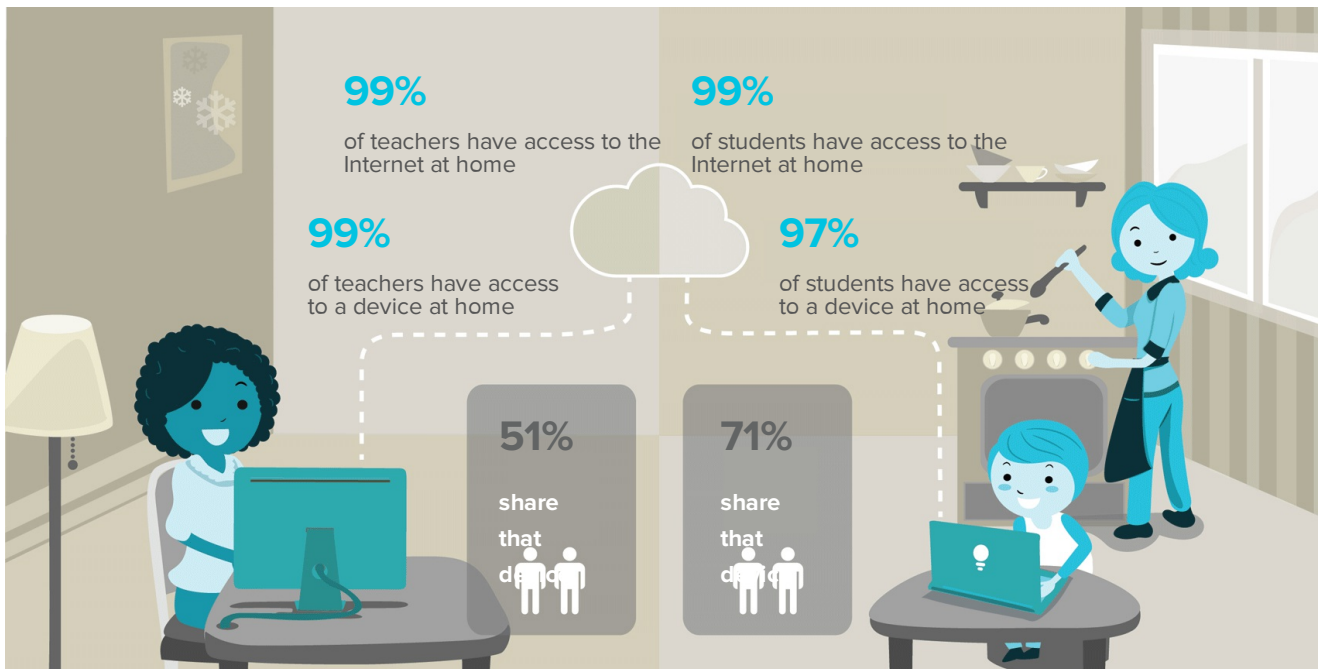 99%
of teachers have access to the
Internet at home
99%
of students have access to the
Internet at home
99%
of teachers have access
to a device at home
97%
of students have access
to a device at home
51%
share
that
device
71%
share
that
device